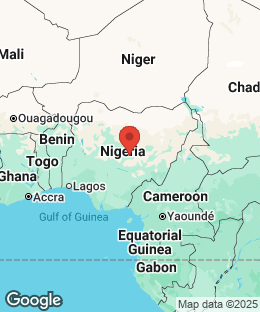 Mali
Niger
Chad
Ouagadougou
Benin
Nigeria
Togo
Ghana
Lagos
Accra
Cameroon
Gulf of Guinea
Yaoundé
Equatorial
Guinea
Gabon
Google
Map data ©2025